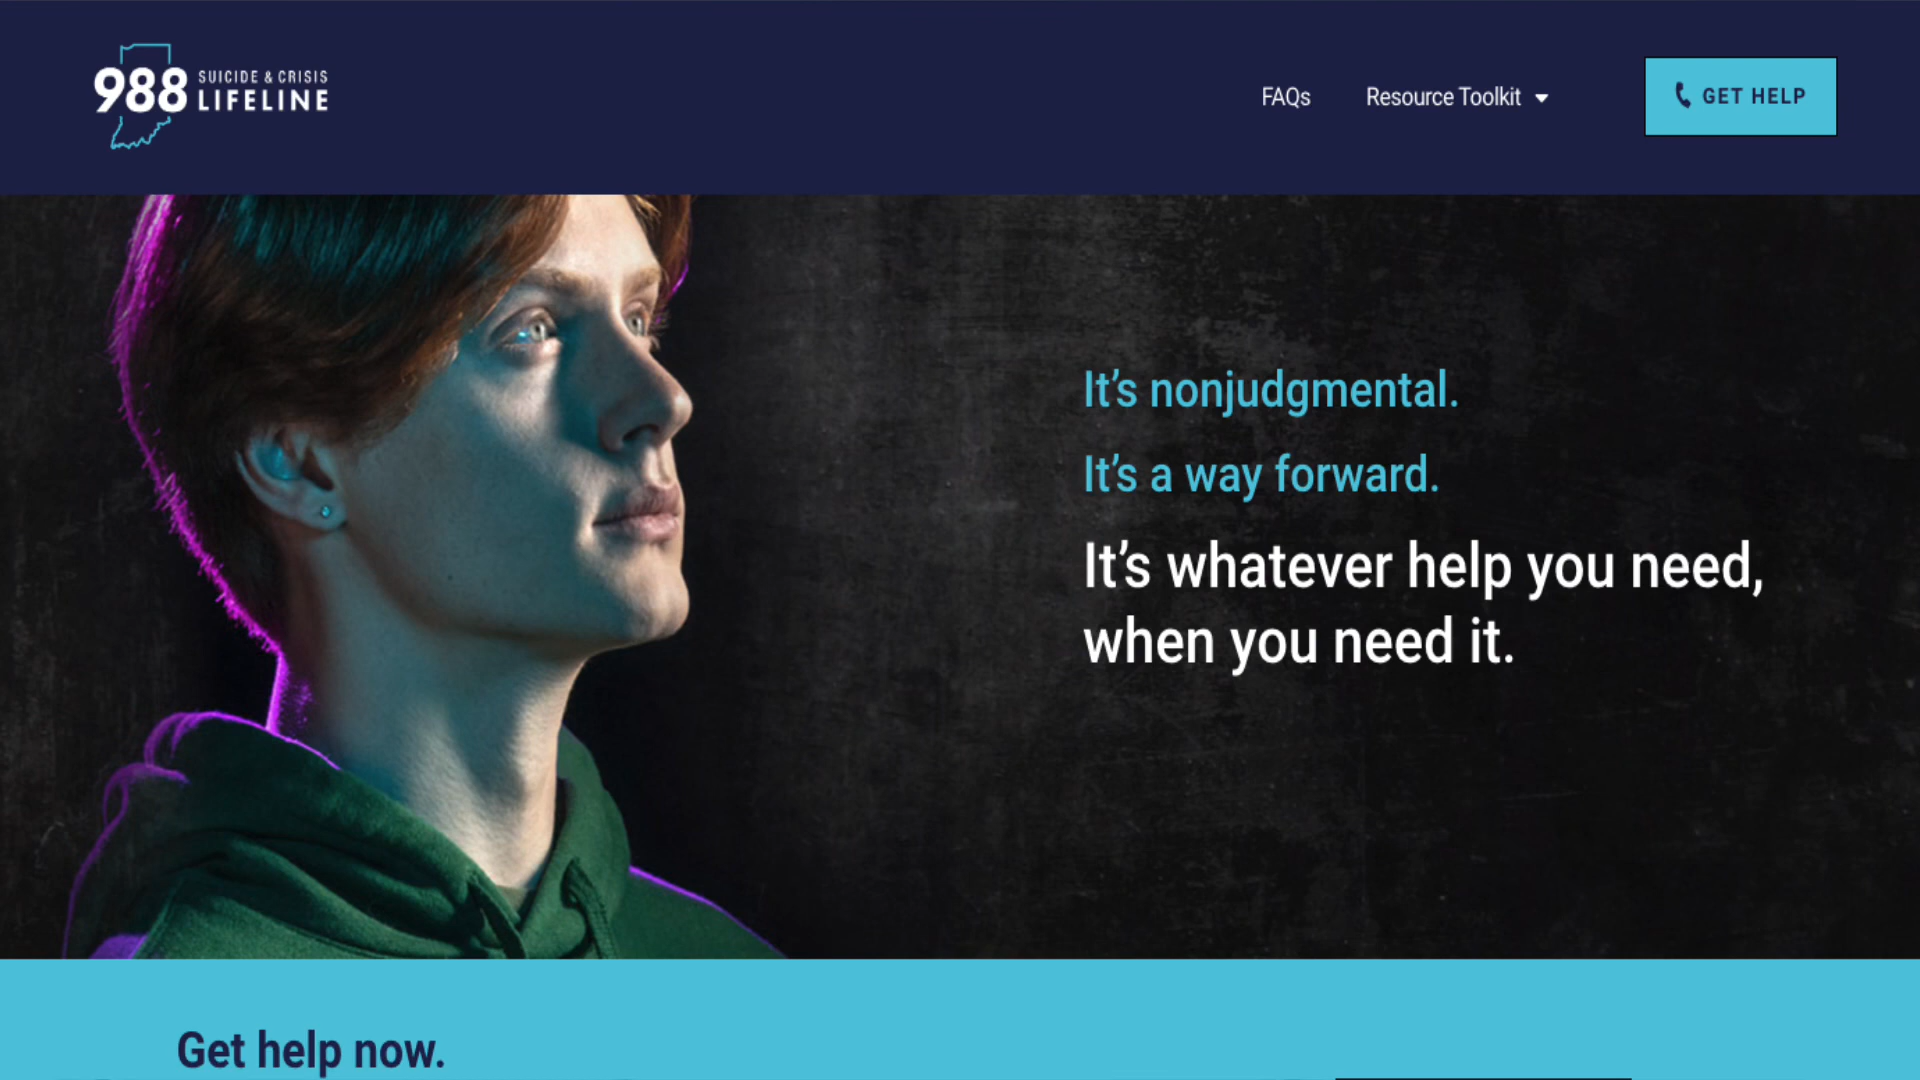 988 SUICIDE & CRISIS
LIFELINE
FAQs
Resource Toolkit
GET HELP
It’s nonjudgmental.
It’s a way forward.
It’s whatever help you need,
when you need it.
Get help now.